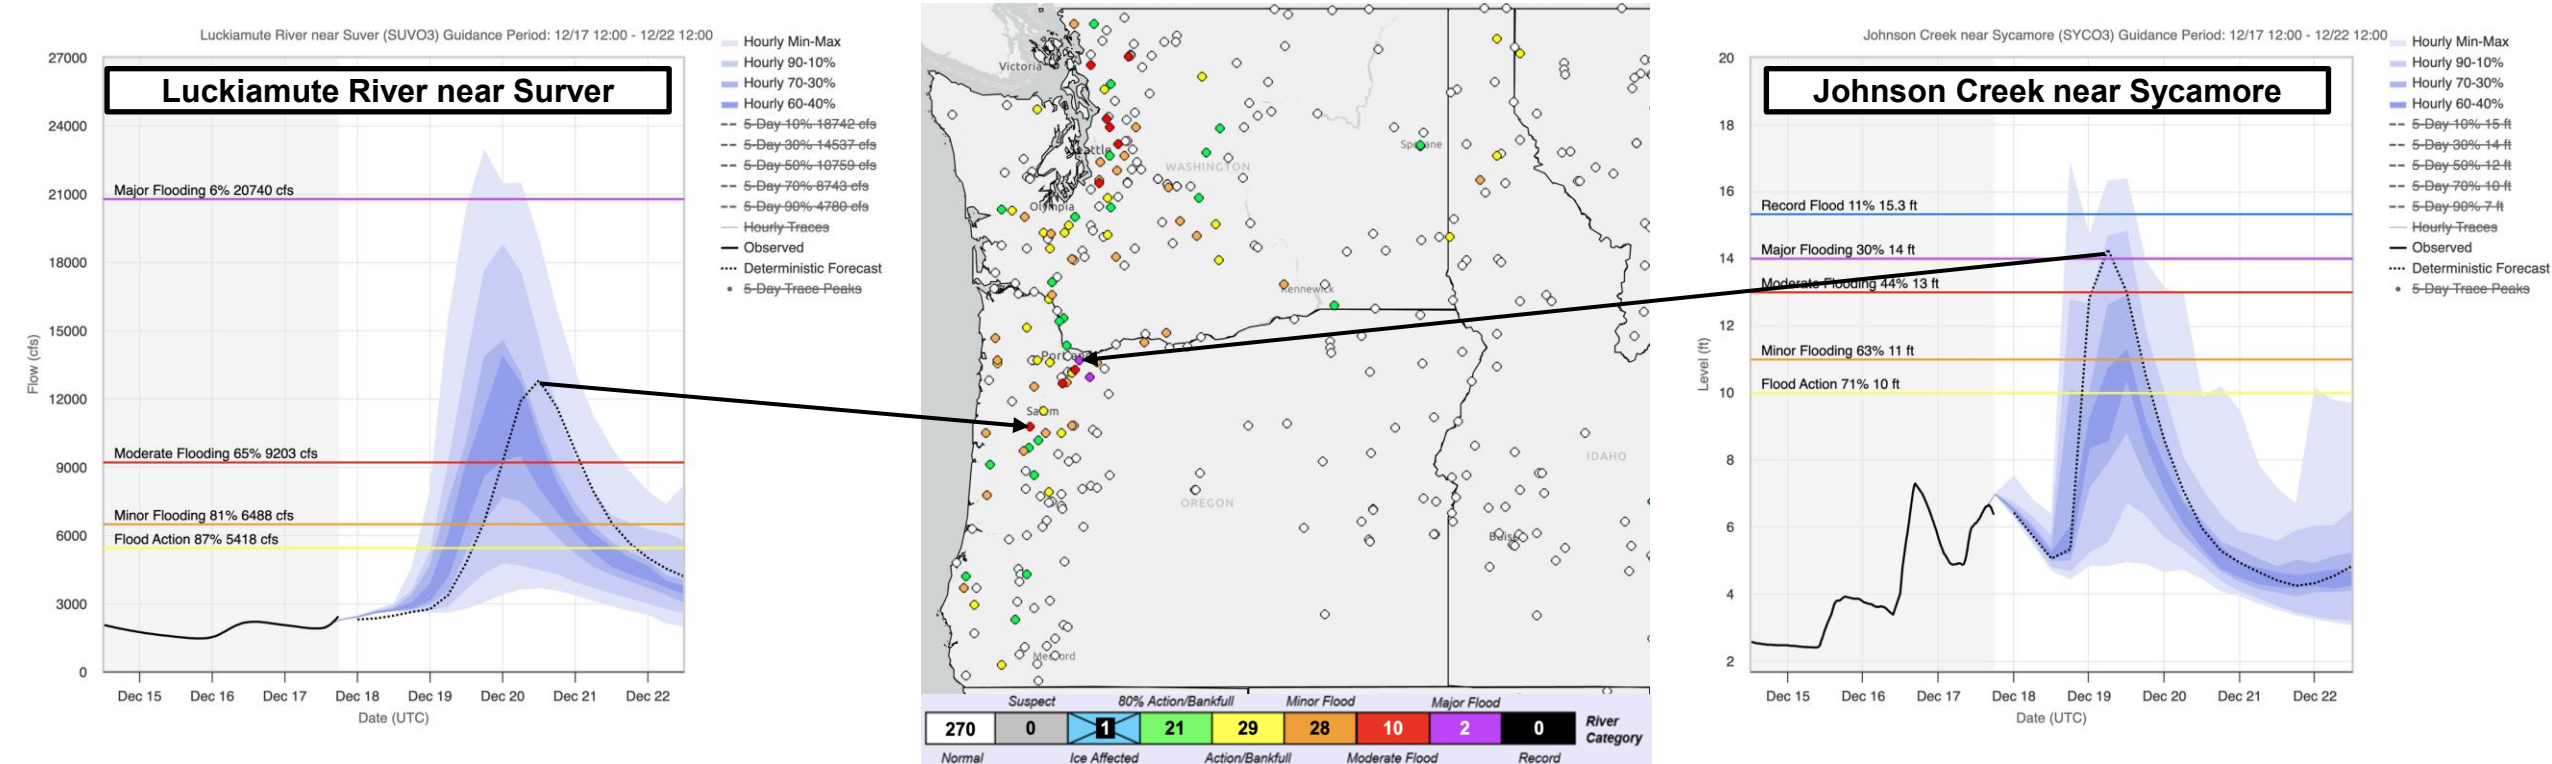 Luckiamute River near Suver (SUVO3) Guidance Period: 12/17 12:00 - 12/22 12:00
Luckiamute River near Surver
27000
24000
21000
18000
15000
12000
9000
6000
3000
0
Flow (cfs)
Major Flooding 6% 20740 cfs
Moderate Flooding 65% 9203 cfs
Minor Flooding 81% 6488 cfs
Flood Action 87% 5418 cfs
Dec 15 Dec 16 Dec 17 Dec 18 Dec 19 Dec 20 Dec 21 Dec 22
Date (UTC)
Hourly Min-Max
Hourly 90-10%
Hourly 70-30%
Hourly 60-40%
5-Day 10% 18742 cfs
5-Day 30% 14537 cfs
5-Day 50% 10759 cfs
5-Day 70% 8743 cfs
5-Day 90% 4780 cfs
Hourly Traces
Observed
Deterministic Forecast
5-Day Trace Peaks
Victoria
Seattle
Spokane
WASHINGTON
Olympia
Kennewick
Portland
Salem
IDAHO
OREGON
Boise
Medford
Suspect 80% Action/Bankfull Minor Flood Major Flood
270 0 1 21 29 28 10 2 0
River
Category
Normal Ice Affected Action/Bankfull Moderate Flood Record
Johnson Creek near Sycamore (SYCO3) Guidance Period: 12/17 12:00 - 12/22 12:00
Johnson Creek near Sycamore
20
18
16
14
12
10
8
6
4
2
Level (ft)
Record Flood 11% 15.3 ft
Major Flooding 30% 14 ft
Moderate Flooding 44% 13 ft
Minor Flooding 63% 11 ft
Flood Action 71% 10 ft
Dec 15 Dec 16 Dec 17 Dec 18 Dec 19 Dec 20 Dec 21 Dec 22
Date (UTC)
Hourly Min-Max
Hourly 90-10%
Hourly 70-30%
Hourly 60-40%
5-Day 10% 15 ft
5-Day 30% 14 ft
5-Day 50% 12 ft
5-Day 70% 10 ft
5-Day 90% 7 ft
Hourly Traces
Observed
Deterministic Forecast
5-Day Trace Peaks